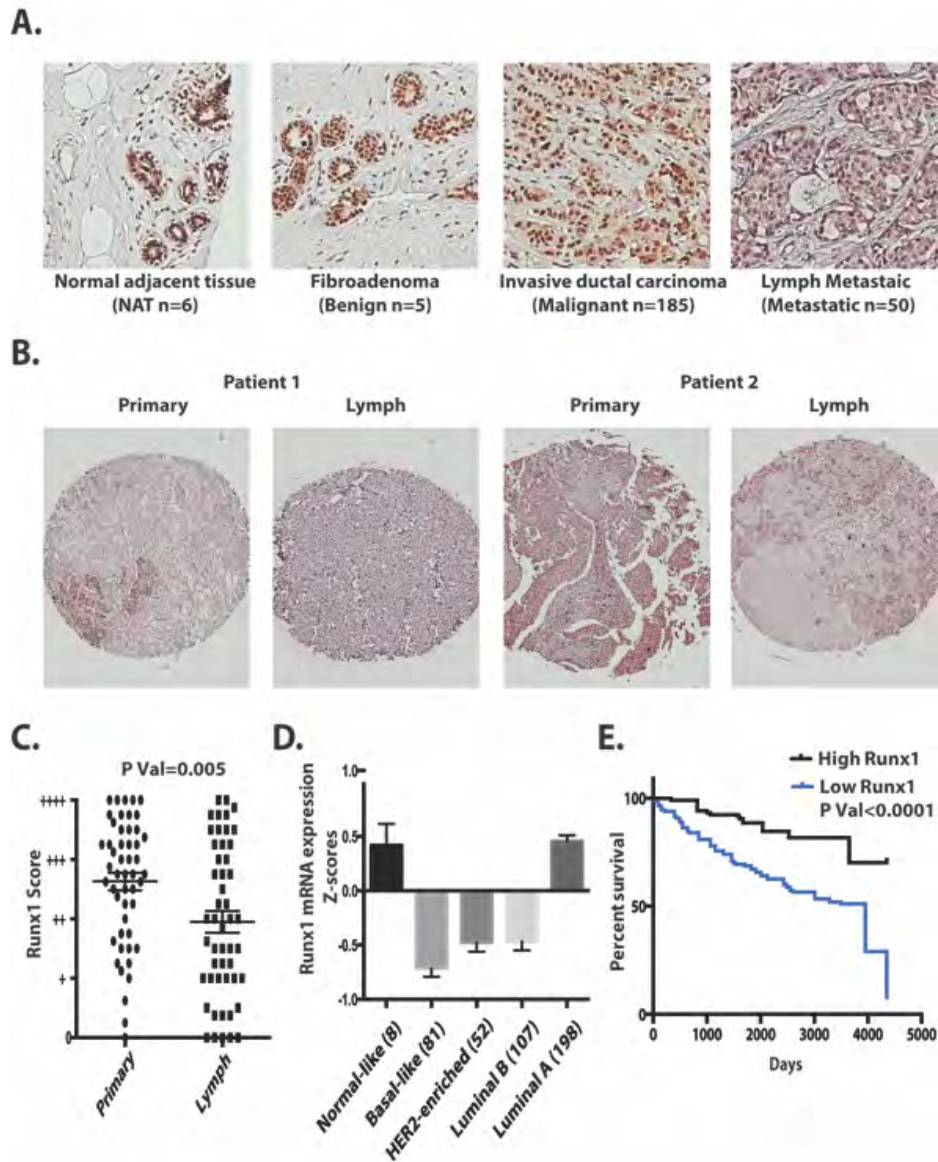 A.
Normal adjacent tissue
(NAT n=6)
Fibroadenoma
(Benign n=5)
Invasive ductal carcinoma
(Malignant n=185)
Lymph Metastaic
(Metastatic n=50)
B.
Patient 1
Patient 2
Primary
Lymph
Primary
Lymph
C.
P Val=0.005
Runx1 Score
++++
+++
++
+
0
Primary
Lymph
D.
Runx1 mRNA expression
Z-scores
1.0
0.5
0.0
-0.5
-1.0
Normal-like (8)
Basal-like (81)
HER2-enriched (52)
Luminal B (107)
Luminal A (198)
E.
High Runx1
Low Runx1
P Val<0.0001
Percent survival
100
50
0
0
1000
2000
3000
4000
5000
Days